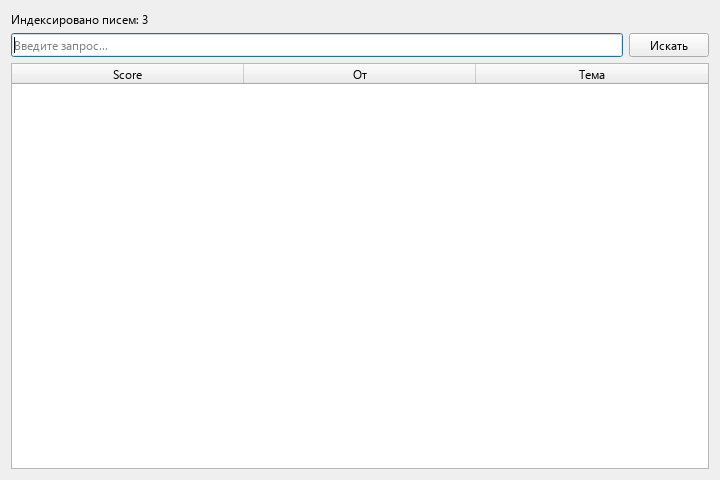 Индексировано писем: 3
Введите запрос...
Искать
Score
От
Тема